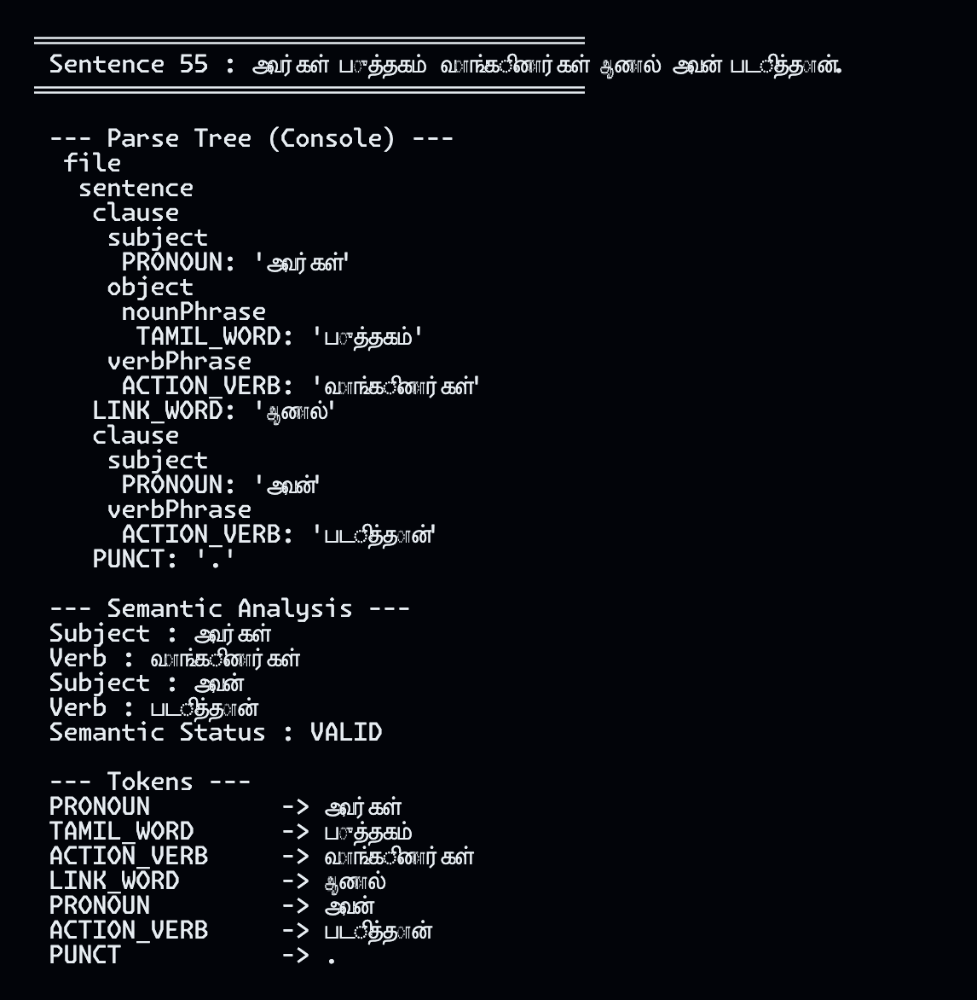 Sentence 55 : அவர்கள் புத்தகம் வாங்கினார்கள் ஆனால் அவன் படித்தான்.
--- Parse Tree (Console) ---
file
sentence
clause
subject
PRONOUN: 'அவர்கள்'
object
nounPhrase
TAMIL_WORD: 'புத்தகம்'
verbPhrase
ACTION_VERB: 'வாங்கினார்கள்'
LINK_WORD: 'ஆனால்'
clause
subject
PRONOUN: 'அவன்'
verbPhrase
ACTION_VERB: 'படித்தான்'
PUNCT: '.'
--- Semantic Analysis ---
Subject : அவர்கள்
Verb : வாங்கினார்கள்
Subject : அவன்
Verb : படித்தான்
Semantic Status : VALID
--- Tokens ---
PRONOUN -> அவர்கள்
TAMIL_WORD -> புத்தகம்
ACTION_VERB -> வாங்கினார்கள்
LINK_WORD -> ஆனால்
PRONOUN -> அவன்
ACTION_VERB -> படித்தான்
PUNCT -> .